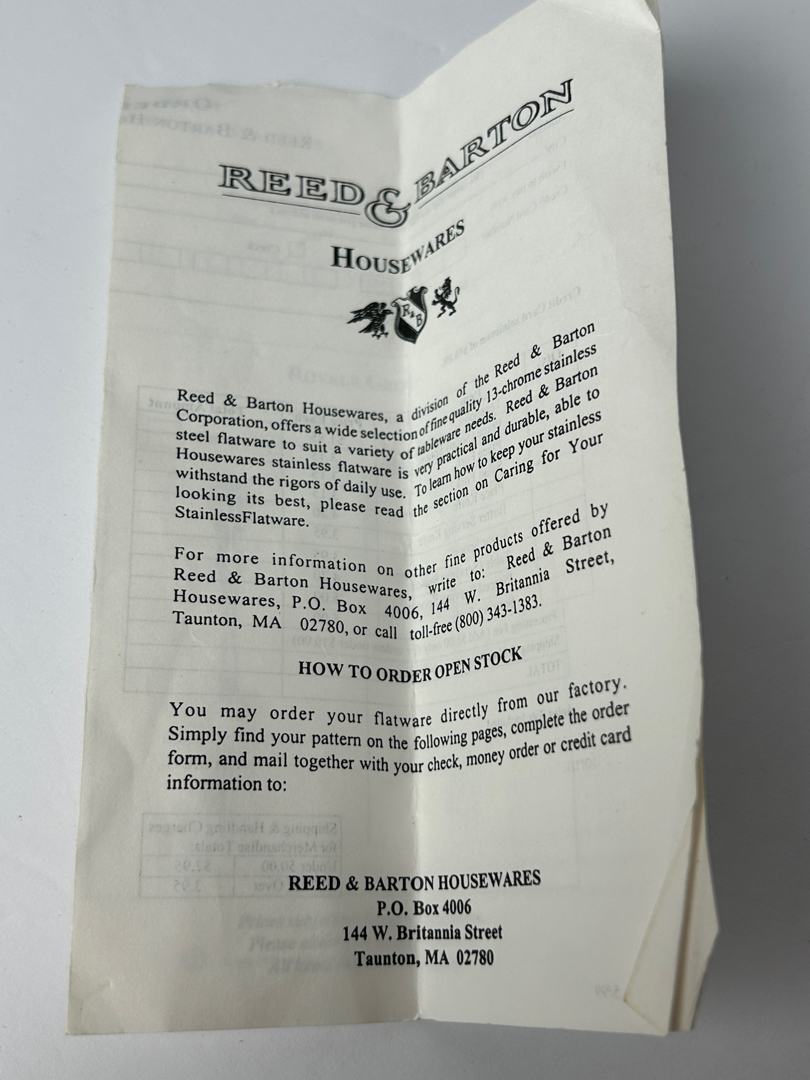 REED & BARTON
HOUSEWARES
R & B
Reed & Barton Housewares, a division of the Reed & Barton
Corporation, offers a wide selection of fine quality 13-chrome stainless
steel flatware to suit a variety of tableware needs. Reed & Barton
Housewares stainless flatware is very practical and durable, able to
withstand the rigors of daily use. To learn how to keep your stainless
looking its best, please read the section on Caring for Your
StainlessFlatware.
For more information on other fine products offered by
Reed & Barton Housewares, write to: Reed & Barton
Housewares, P.O. Box 4006, 144 W. Britannia Street,
Taunton, MA 02780, or call toll-free (800) 343-1383.
HOW TO ORDER OPEN STOCK
You may order your flatware directly from our factory.
Simply find your pattern on the following pages, complete the order
form, and mail together with your check, money order or credit card
information to:
REED & BARTON HOUSEWARES
P.O. Box 4006
144 W. Britannia Street
Taunton, MA 02780